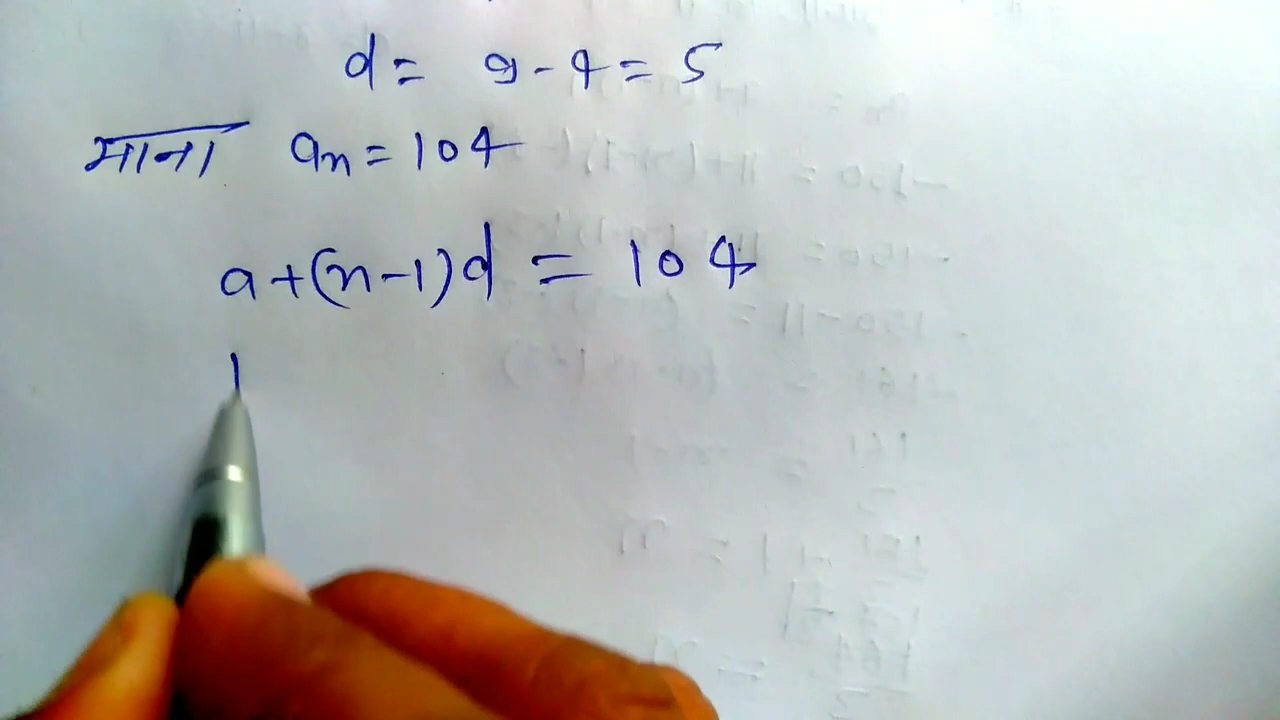 d = 9 - 4 = 5
माना an = 104
a + (n - 1) d = 104